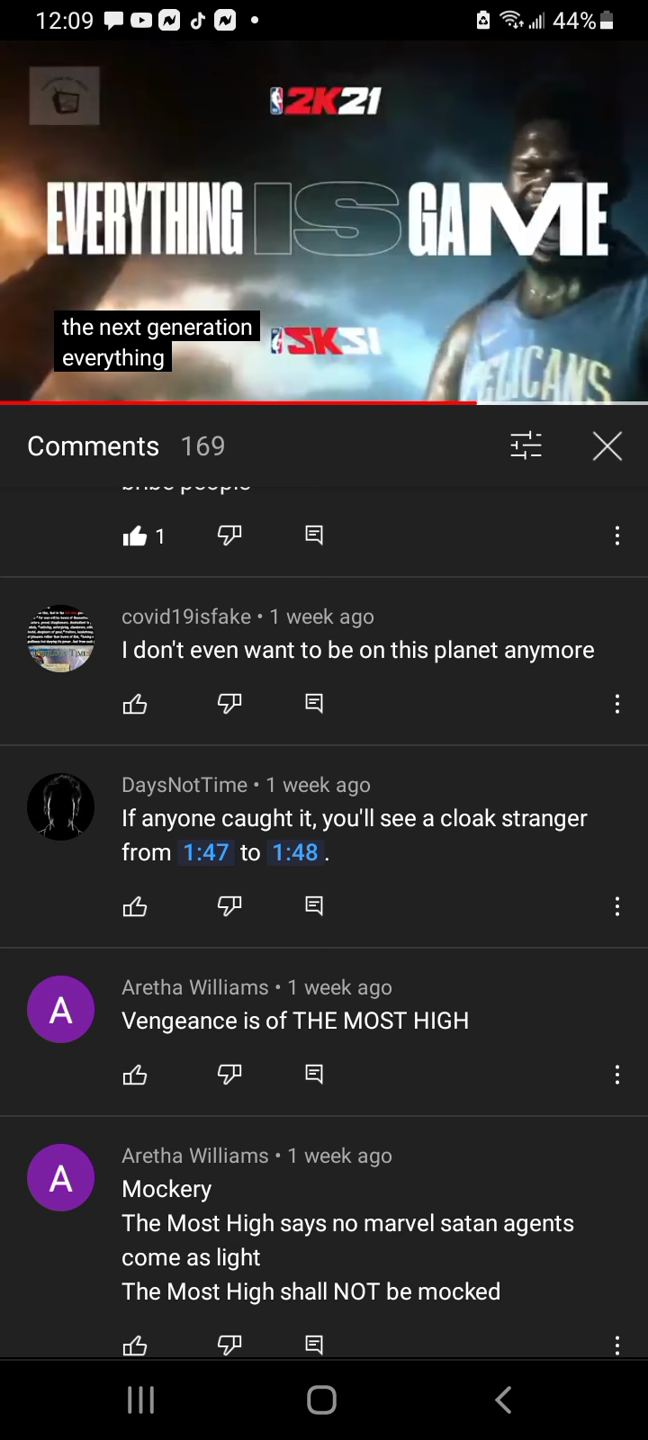 12:09
44%
2K21
EVERYTHING IS GAME
the next generation
everything
PELICANS
Comments 169
bribe people
1
covid19isfake • 1 week ago
I don't even want to be on this planet anymore
DaysNotTime • 1 week ago
If anyone caught it, you'll see a cloak stranger
from 1:47 to 1:48 .
A
Aretha Williams • 1 week ago
Vengeance is of THE MOST HIGH
A
Aretha Williams • 1 week ago
Mockery
The Most High says no marvel satan agents
come as light
The Most High shall NOT be mocked